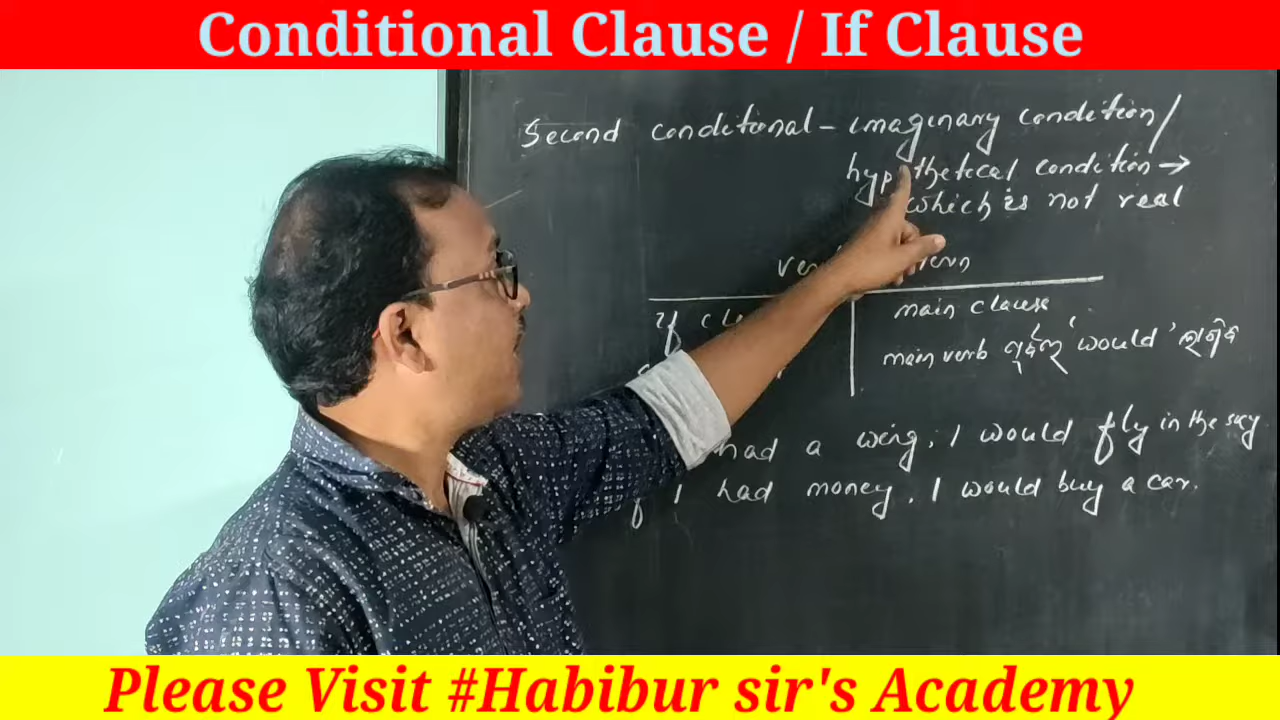 Conditional Clause / If Clause
Second conditional - imaginary condition/
hypothetical condition →
which is not real
main clause
main verb ପୂର୍ବରୁ 'would'
had a wing, I would fly in the sky
I had money, I would buy a car.
Please Visit #Habibur sir's Academy